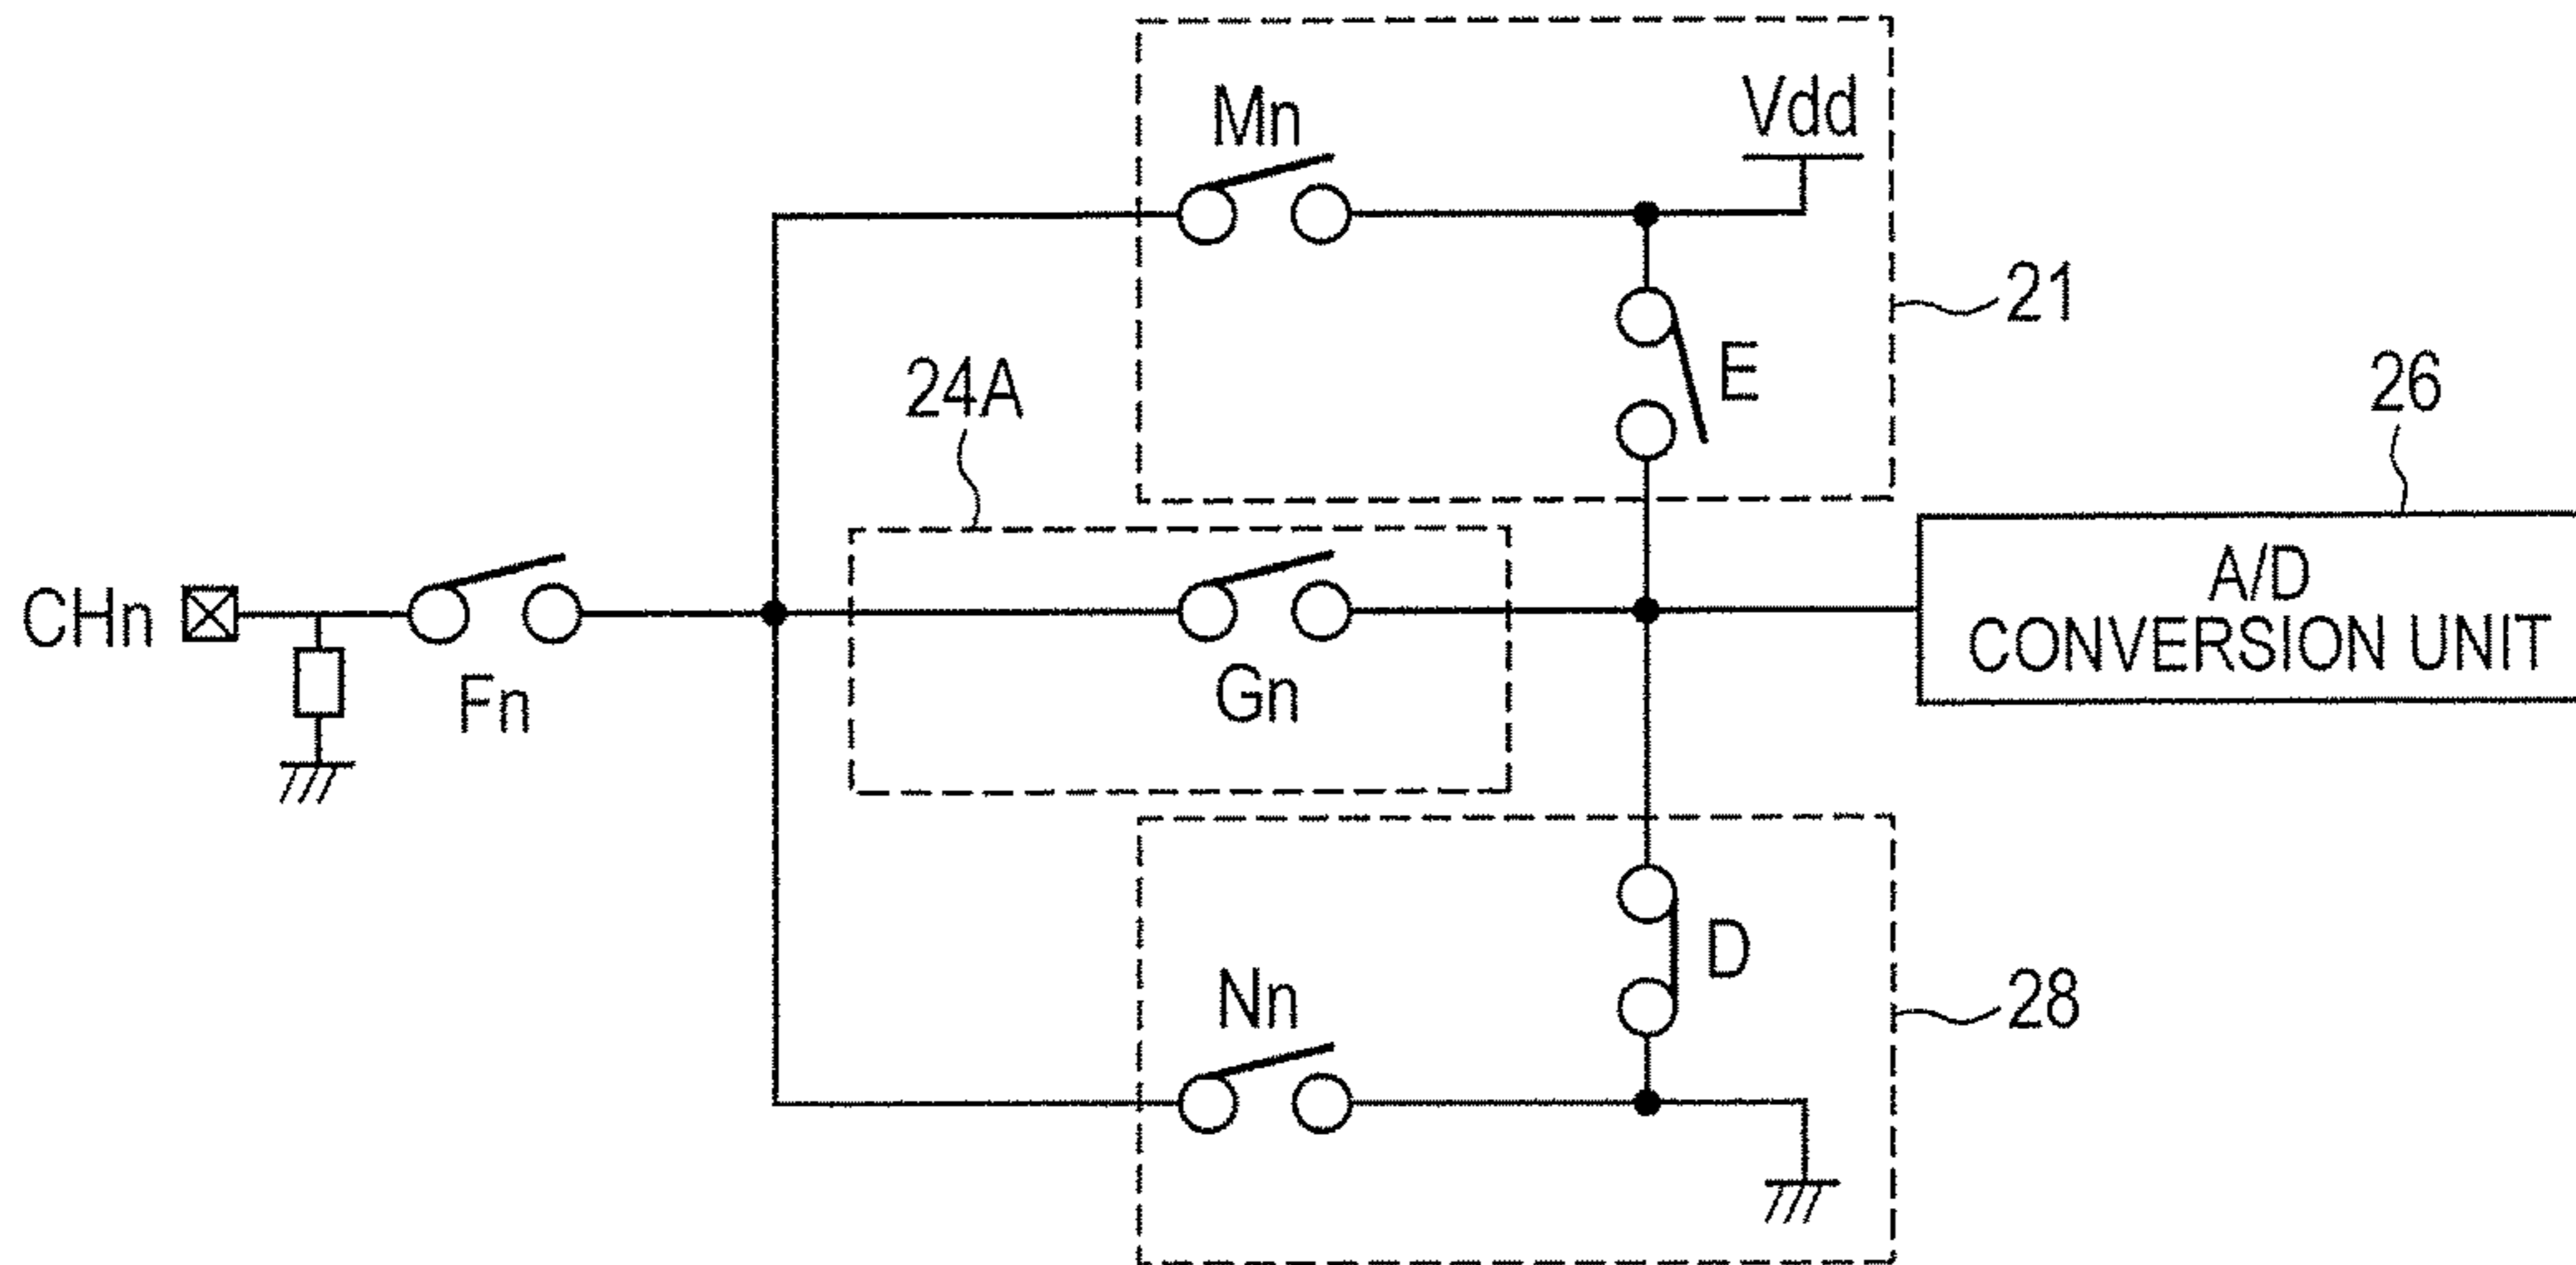 Mn
Vdd
21
E
24A
26
CHn
Fn
Gn
A/D
CONVERSION UNIT
D
Nn
28